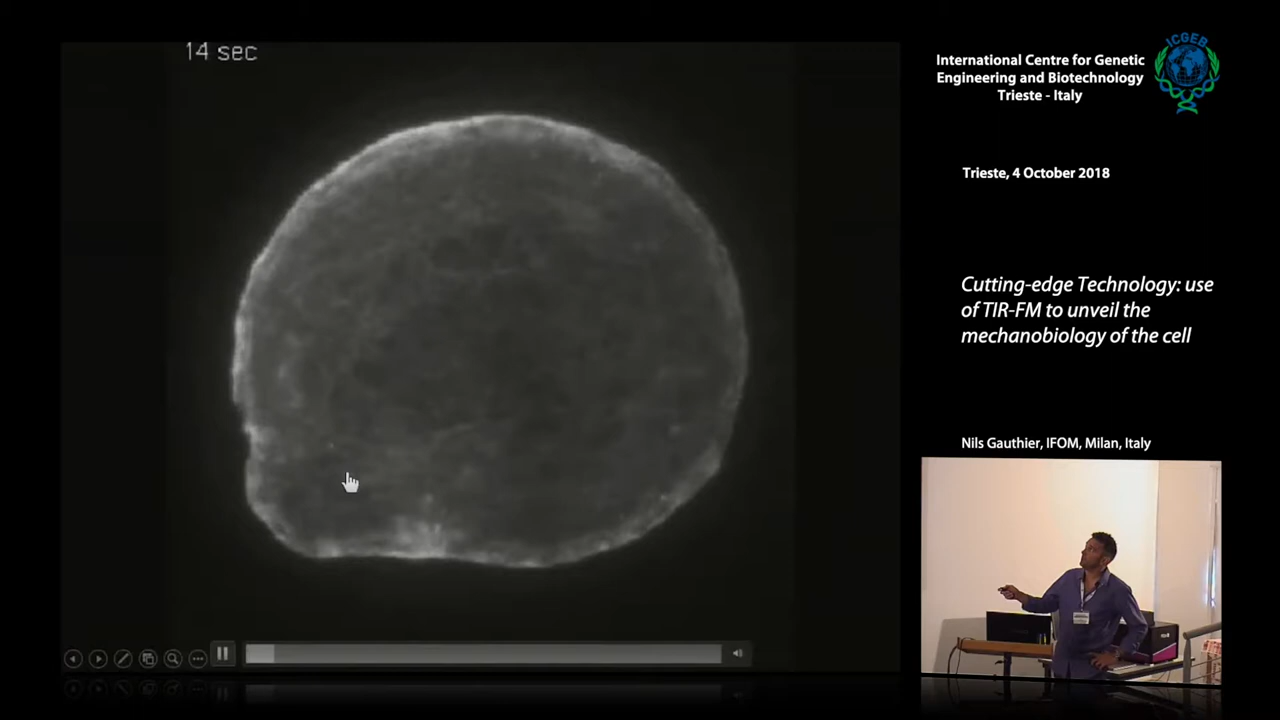 14 sec
ICGEB
International Centre for Genetic
Engineering and Biotechnology
Trieste - Italy
Trieste, 4 October 2018
Cutting-edge Technology: use
of TIR-FM to unveil the
mechanobiology of the cell
Nils Gauthier, IFOM, Milan, Italy